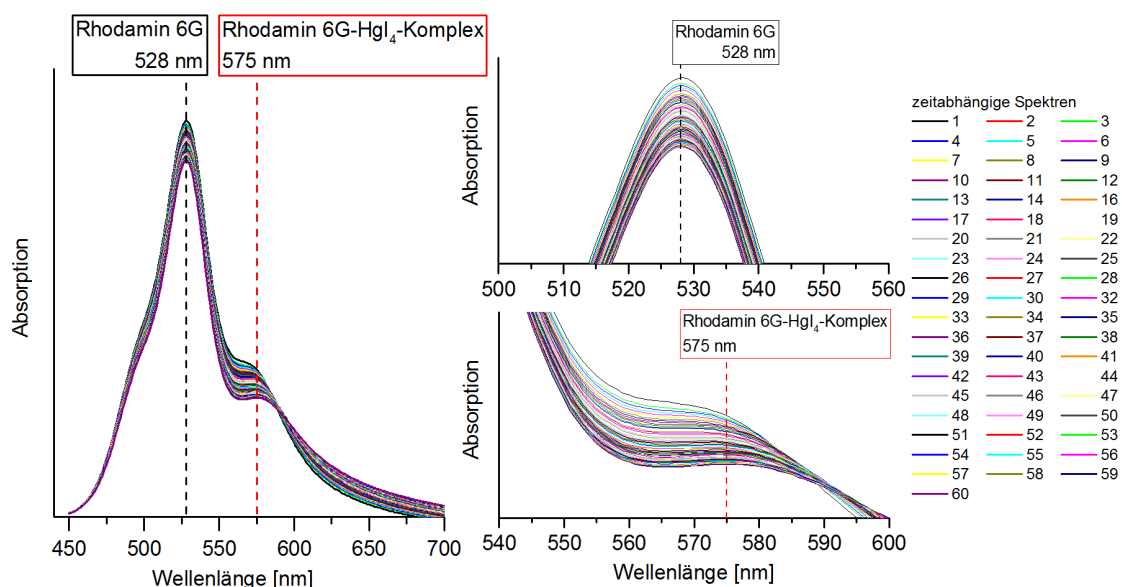 Rhodamin 6G
528 nm
Rhodamin 6G-HgI₄-Komplex
575 nm
Absorption
450 500 550 600 650 700
Wellenlänge [nm]
Rhodamin 6G
528 nm
Absorption
500 510 520 530 540 550 560
Rhodamin 6G-HgI₄-Komplex
575 nm
Absorption
540 550 560 570 580 590 600
Wellenlänge [nm]
zeitabhängige Spektren
1 2 3
4 5 6
7 8 9
10 11 12
13 14 16
17 18 19
20 21 22
23 24 25
26 27 28
29 30 32
33 34 35
36 37 38
39 40 41
42 43 44
45 46 47
48 49 50
51 52 53
54 55 56
57 58 59
60